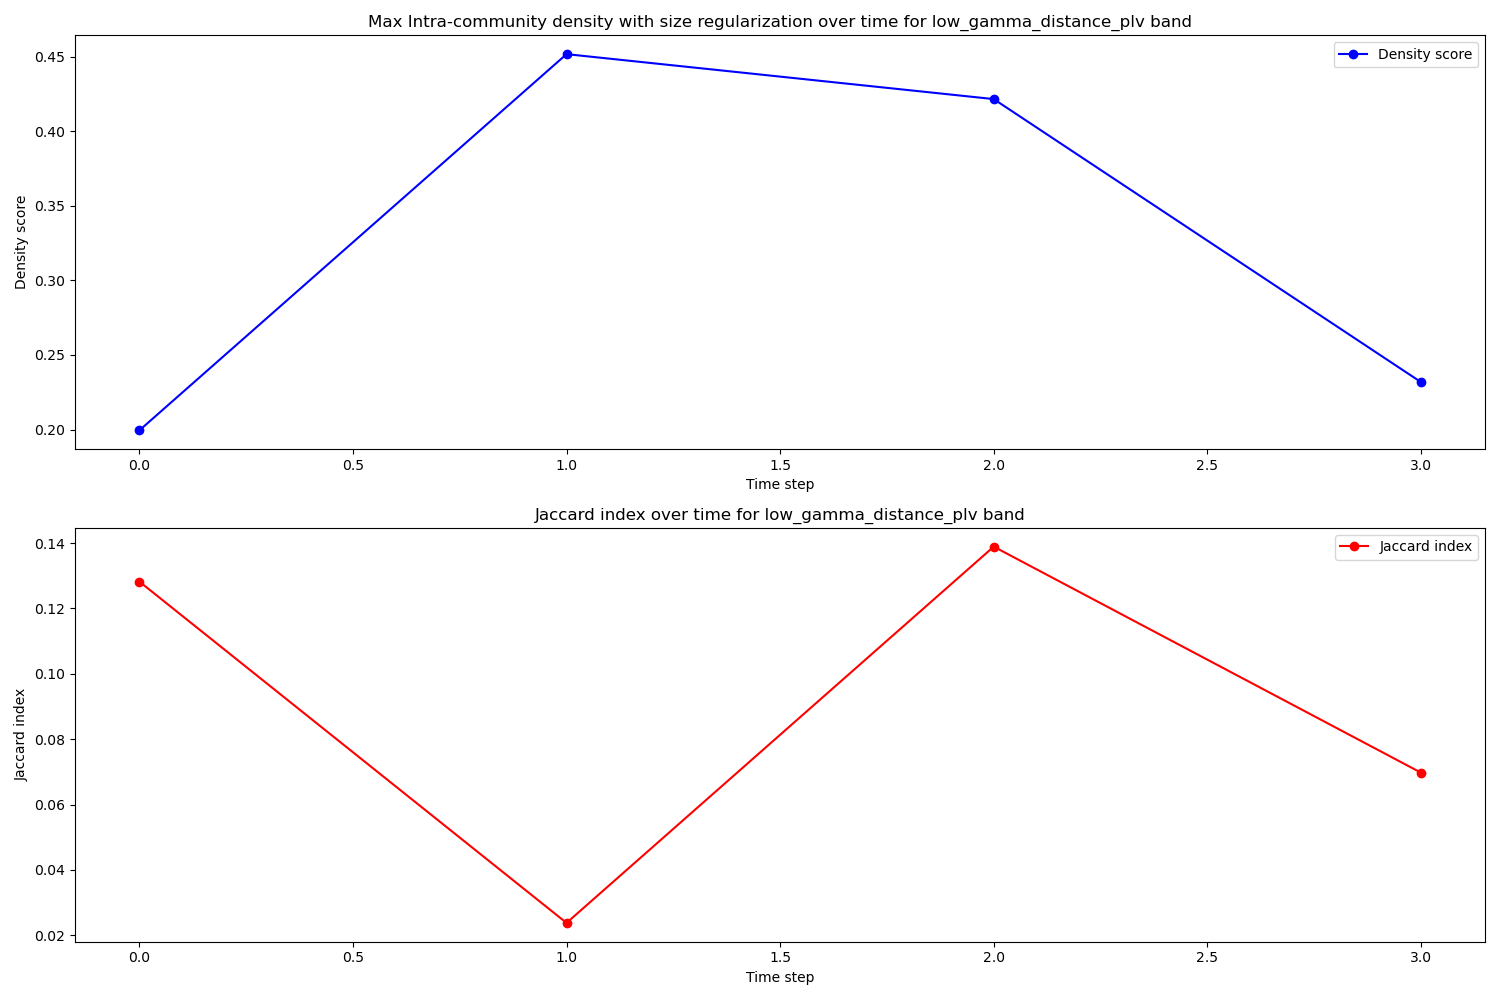 Max Intra-community density with size regularization over time for low_gamma_distance_plv band
Density score
0.45
0.40
0.35
0.30
0.25
0.20
Density score
0.0 0.5 1.0 1.5 2.0 2.5 3.0
Time step
Jaccard index over time for low_gamma_distance_plv band
Jaccard index
0.14
0.12
0.10
0.08
0.06
0.04
0.02
Jaccard index
0.0 0.5 1.0 1.5 2.0 2.5 3.0
Time step